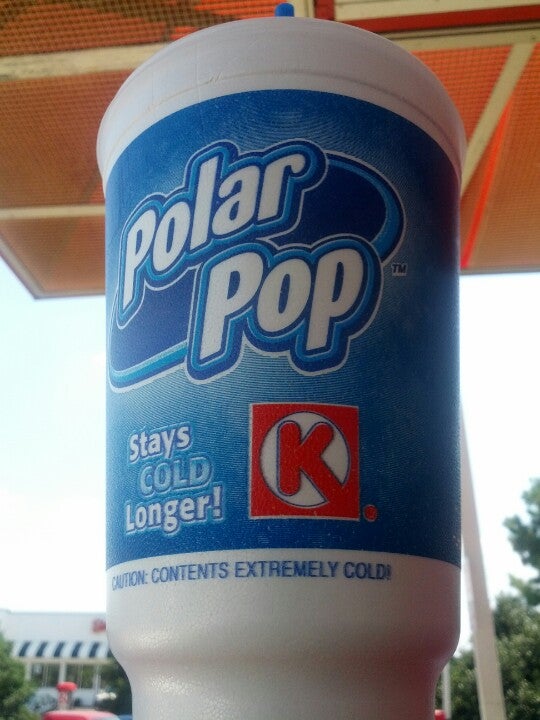 Polar
Pop
TM
Stays
COLD
Longer!
K
®
CAUTION: CONTENTS EXTREMELY COLD!